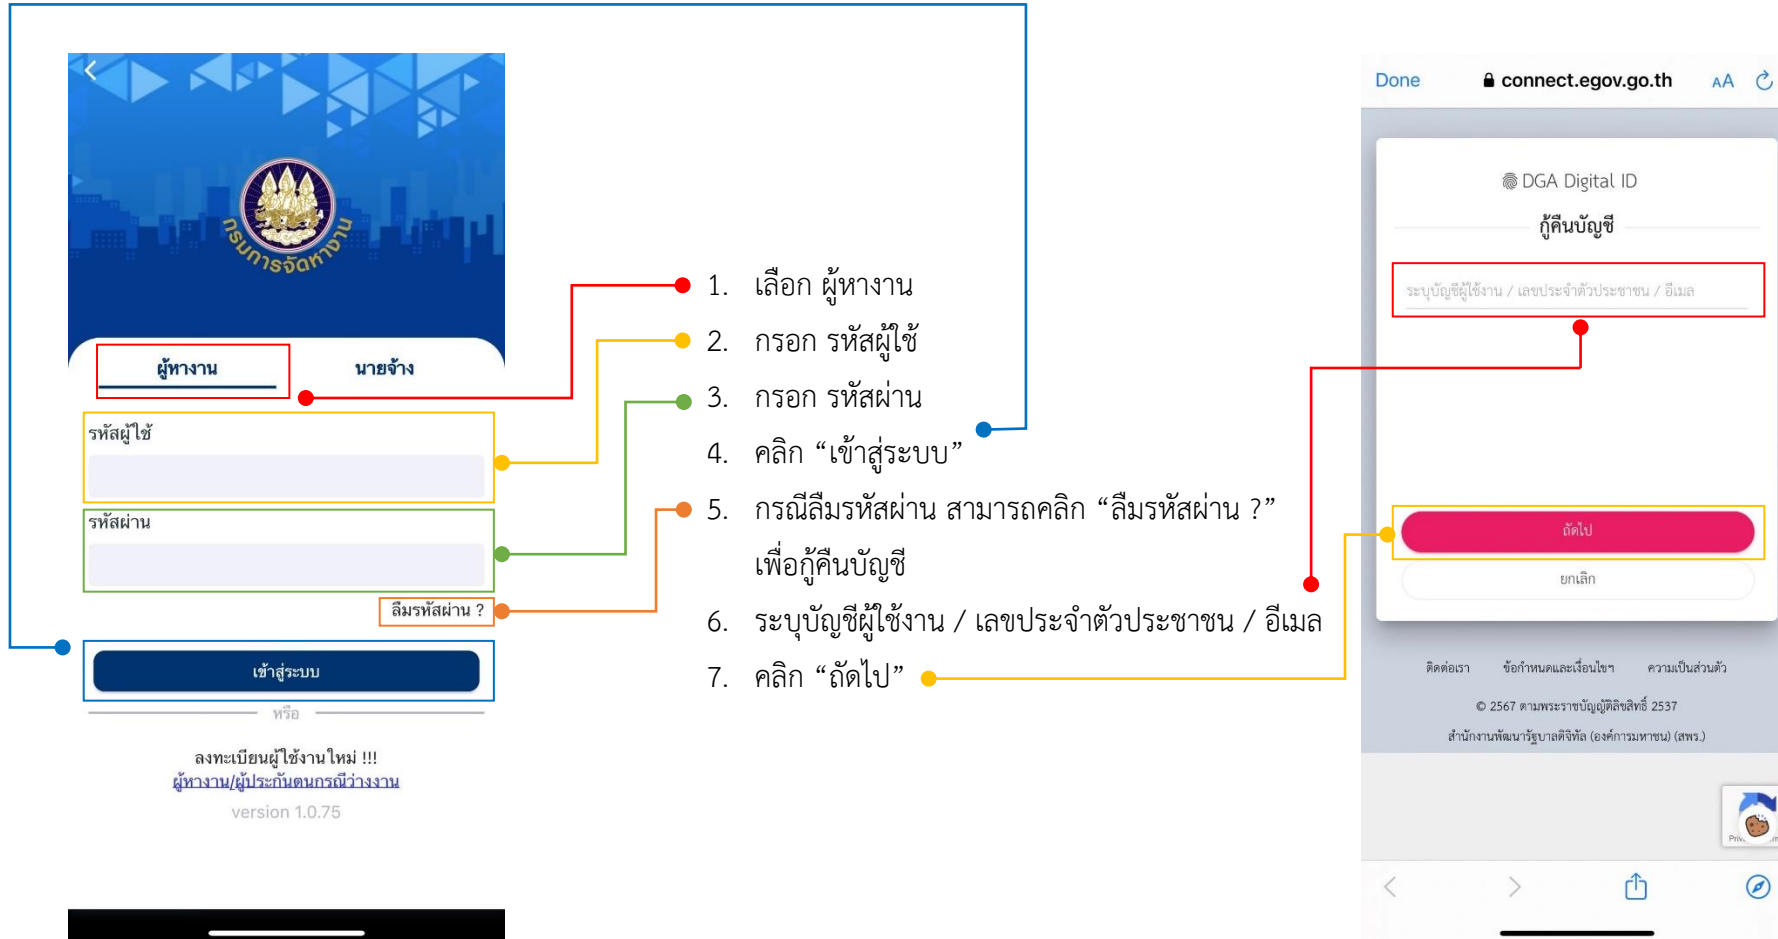 กรมการจัดหางาน
ผู้หางาน
นายจ้าง
รหัสผู้ใช้
รหัสผ่าน
ลืมรหัสผ่าน ?
เข้าสู่ระบบ
หรือ
ลงทะเบียนผู้ใช้งานใหม่ !!!
ผู้หางาน/ผู้ประกันตนกรณีว่างงาน
version 1.0.75
1. เลือก ผู้หางาน
2. กรอก รหัสผู้ใช้
3. กรอก รหัสผ่าน
4. คลิก “เข้าสู่ระบบ”
5. กรณีลืมรหัสผ่าน สามารถคลิก “ลืมรหัสผ่าน ?”
เพื่อกู้คืนบัญชี
6. ระบุบัญชีผู้ใช้งาน / เลขประจำตัวประชาชน / อีเมล
7. คลิก “ถัดไป”
Done connect.egov.go.th AA
DGA Digital ID
กู้คืนบัญชี
ระบุบัญชีผู้ใช้งาน / เลขประจำตัวประชาชน / อีเมล
ถัดไป
ยกเลิก
ติดต่อเรา ข้อกำหนดและเงื่อนไขฯ ความเป็นส่วนตัว
© 2567 ตามพระราชบัญญัติลิขสิทธิ์ 2537
สำนักงานพัฒนารัฐบาลดิจิทัล (องค์การมหาชน) (สพร.)